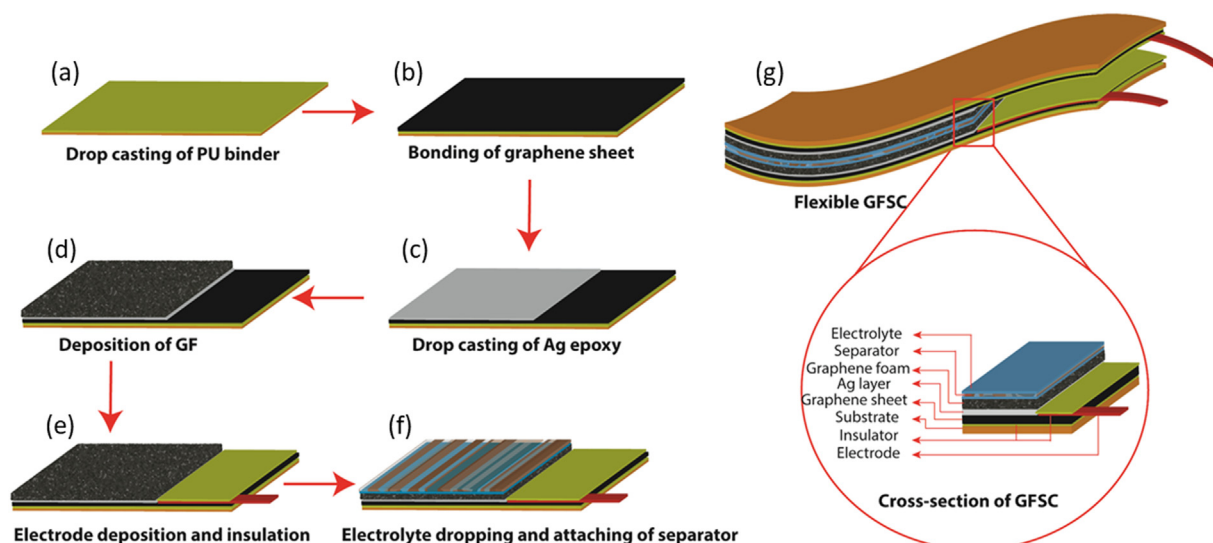 (a)
Drop casting of PU binder
(b)
Bonding of graphene sheet
(c)
Drop casting of Ag epoxy
(d)
Deposition of GF
(e)
Electrode deposition and insulation
(f)
Electrolyte dropping and attaching of separator
(g)
Flexible GFSC
Electrolyte
Separator
Graphene foam
Ag layer
Graphene sheet
Substrate
Insulator
Electrode
Cross-section of GFSC